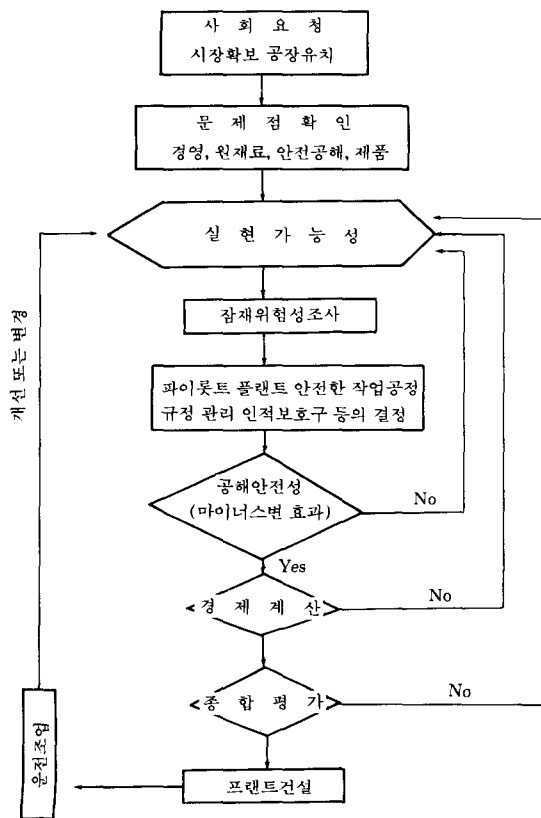 사 회 요 청
시장확보 공장유치
문 제 점 확 인
경영, 원재료, 안전공해, 제품
실 현 가 능 성
잠재위험성조사
파이롯트 플랜트 안전한 작업공정
규정 관리 인적보호구 등의 결정
공해안전성
(마이너스변 효과)
No
Yes
경 제 계 산
No
종 합 평 가
No
프랜트건설
운전조업
개선 또는 변경